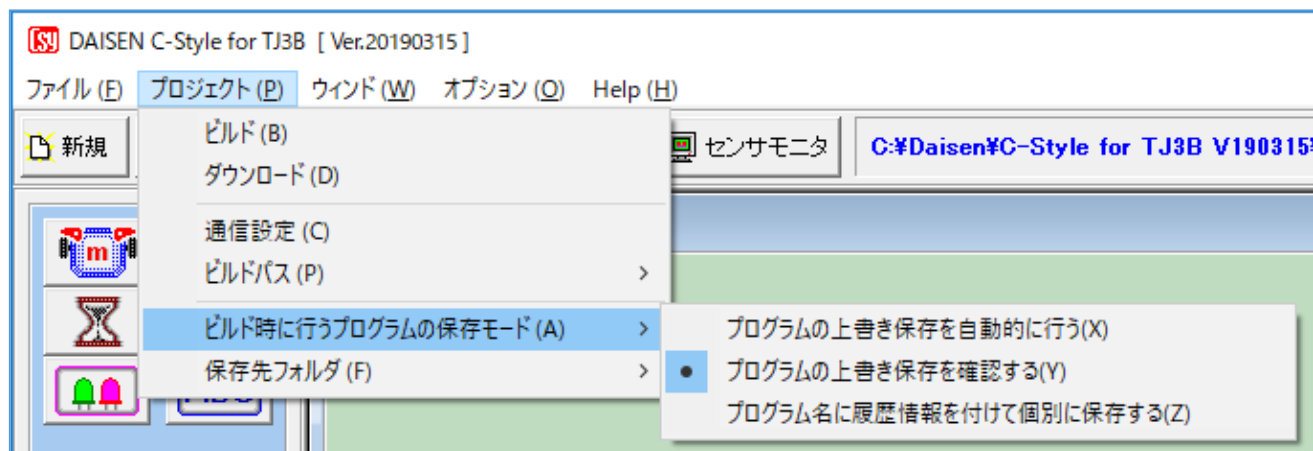 DAISEN C-Style for TJ3B [ Ver.20190315 ]
ファイル (F) プロジェクト (P) ウィンド (W) オプション (O) Help (H)
新規
センサモニタ
C:¥Daisen¥C-Style for TJ3B V190315
ビルド (B)
ダウンロード (D)
通信設定 (C)
ビルドパス (P)
ビルド時に行うプログラムの保存モード (A)
保存先フォルダ (F)
プログラムの上書き保存を自動的に行う(X)
プログラムの上書き保存を確認する(Y)
プログラム名に履歴情報を付けて個別に保存する(Z)
m